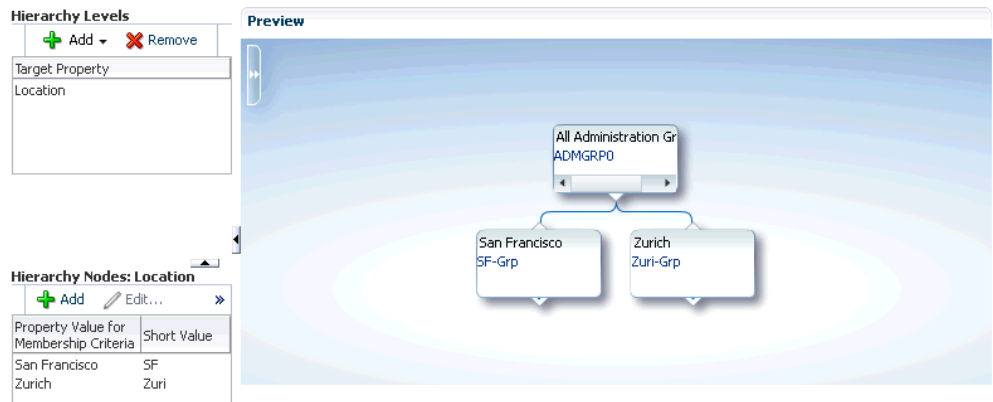 Hierarchy Levels
Add
Remove
Target Property
Location
Hierarchy Nodes: Location
Add
Edit...
»
Property Value for
Membership Criteria
Short Value
San Francisco SF
Zurich Zuri
Preview
All Administration Gr
ADMGRP0
San Francisco
SF-Grp
Zurich
Zuri-Grp